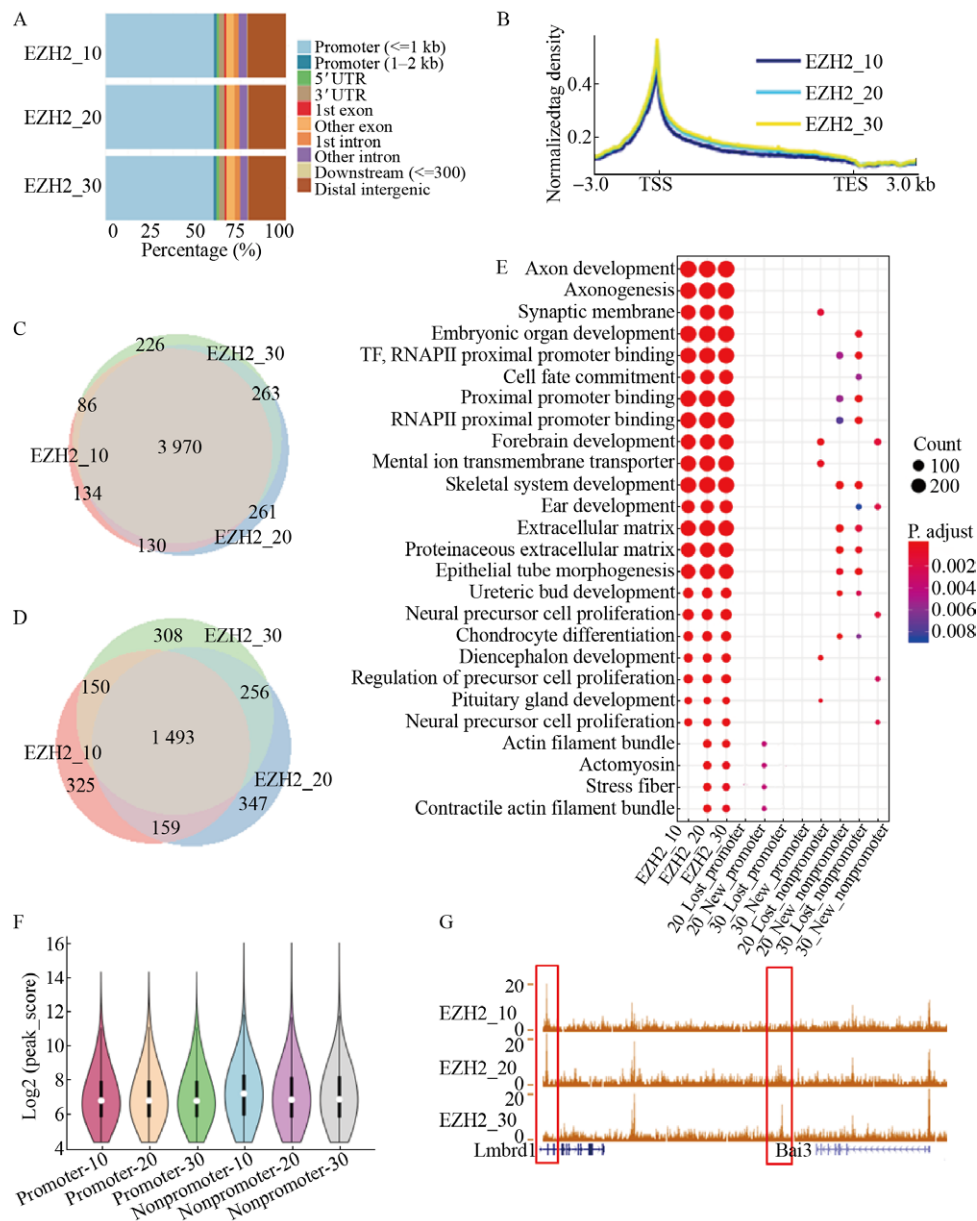 A
EZH2_10
EZH2_20
EZH2_30
0 25 50 75 100
Percentage (%)
Promoter (<=1 kb)
Promoter (1–2 kb)
5′ UTR
3′ UTR
1st exon
Other exon
1st intron
Other intron
Downstream (<=300)
Distal intergenic
B
Normalizedtag density
0.4
0.2
−3.0 TSS TES 3.0 kb
EZH2_10
EZH2_20
EZH2_30
C
226
EZH2_30
263
86
3 970
EZH2_10
134
261
EZH2_20
130
D
308
EZH2_30
150
256
1 493
EZH2_10
EZH2_20
325
347
159
E
Axon development
Axonogenesis
Synaptic membrane
Embryonic organ development
TF, RNAPII proximal promoter binding
Cell fate commitment
Proximal promoter binding
RNAPII proximal promoter binding
Forebrain development
Mental ion transmembrane transporter
Skeletal system development
Ear development
Extracellular matrix
Proteinaceous extracellular matrix
Epithelial tube morphogenesis
Ureteric bud development
Neural precursor cell proliferation
Chondrocyte differentiation
Diencephalon development
Regulation of precursor cell proliferation
Pituitary gland development
Neural precursor cell proliferation
Actin filament bundle
Actomyosin
Stress fiber
Contractile actin filament bundle
EZH2_10
EZH2_20
EZH2_30
20_Lost_promoter
20_New_promoter
30_Lost_promoter
30_New_promoter
20_Lost_nonpromoter
20_New_nonpromoter
30_Lost_nonpromoter
30_New_nonpromoter
Count
100
200
P. adjust
0.002
0.004
0.006
0.008
F
Log2 (peak_score)
16
14
12
10
8
6
4
Promoter-10
Promoter-20
Promoter-30
Nonpromoter-10
Nonpromoter-20
Nonpromoter-30
G
20
EZH2_10
0
20
EZH2_20
0
20
EZH2_30
0
Lmbrd1 Bai3